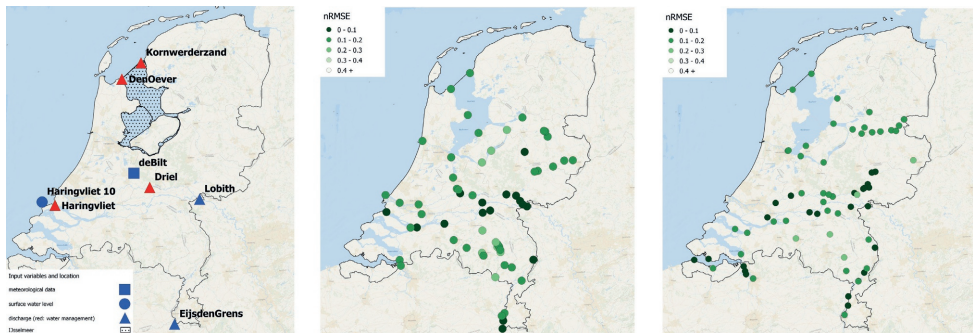 Kornwerderzand
DenOever
deBilt
Driel
Lobith
Haringvliet 10
Haringvliet
EijsdenGrens
Input variables and location
meteorological data
surface water level
discharge (red: water management)
IJsselmeer
nRMSE
0 - 0.1
0.1 - 0.2
0.2 - 0.3
0.3 - 0.4
0.4 +
nRMSE
0 - 0.1
0.1 - 0.2
0.2 - 0.3
0.3 - 0.4
0.4 +